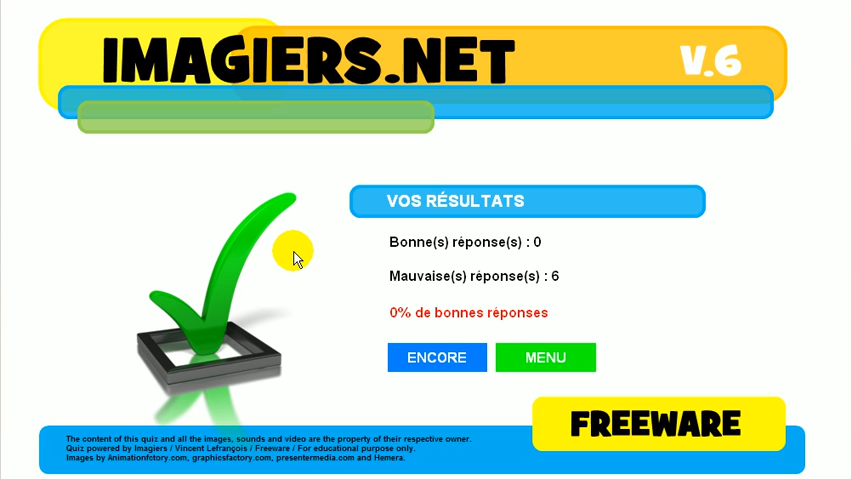 IMAGIERS.NET
V.6
VOS RÉSULTATS
Bonne(s) réponse(s) : 0
Mauvaise(s) réponse(s) : 6
0% de bonnes réponses
ENCORE
MENU
FREEWARE
The content of this quiz and all the images, sounds and video are the property of their respective owner.
Quiz powered by Imagiers / Vincent Lefrançois / Freeware / For educational purpose only.
Images by Animationfctory.com, graphicsfactory.com, presentermedia.com and Hemera.